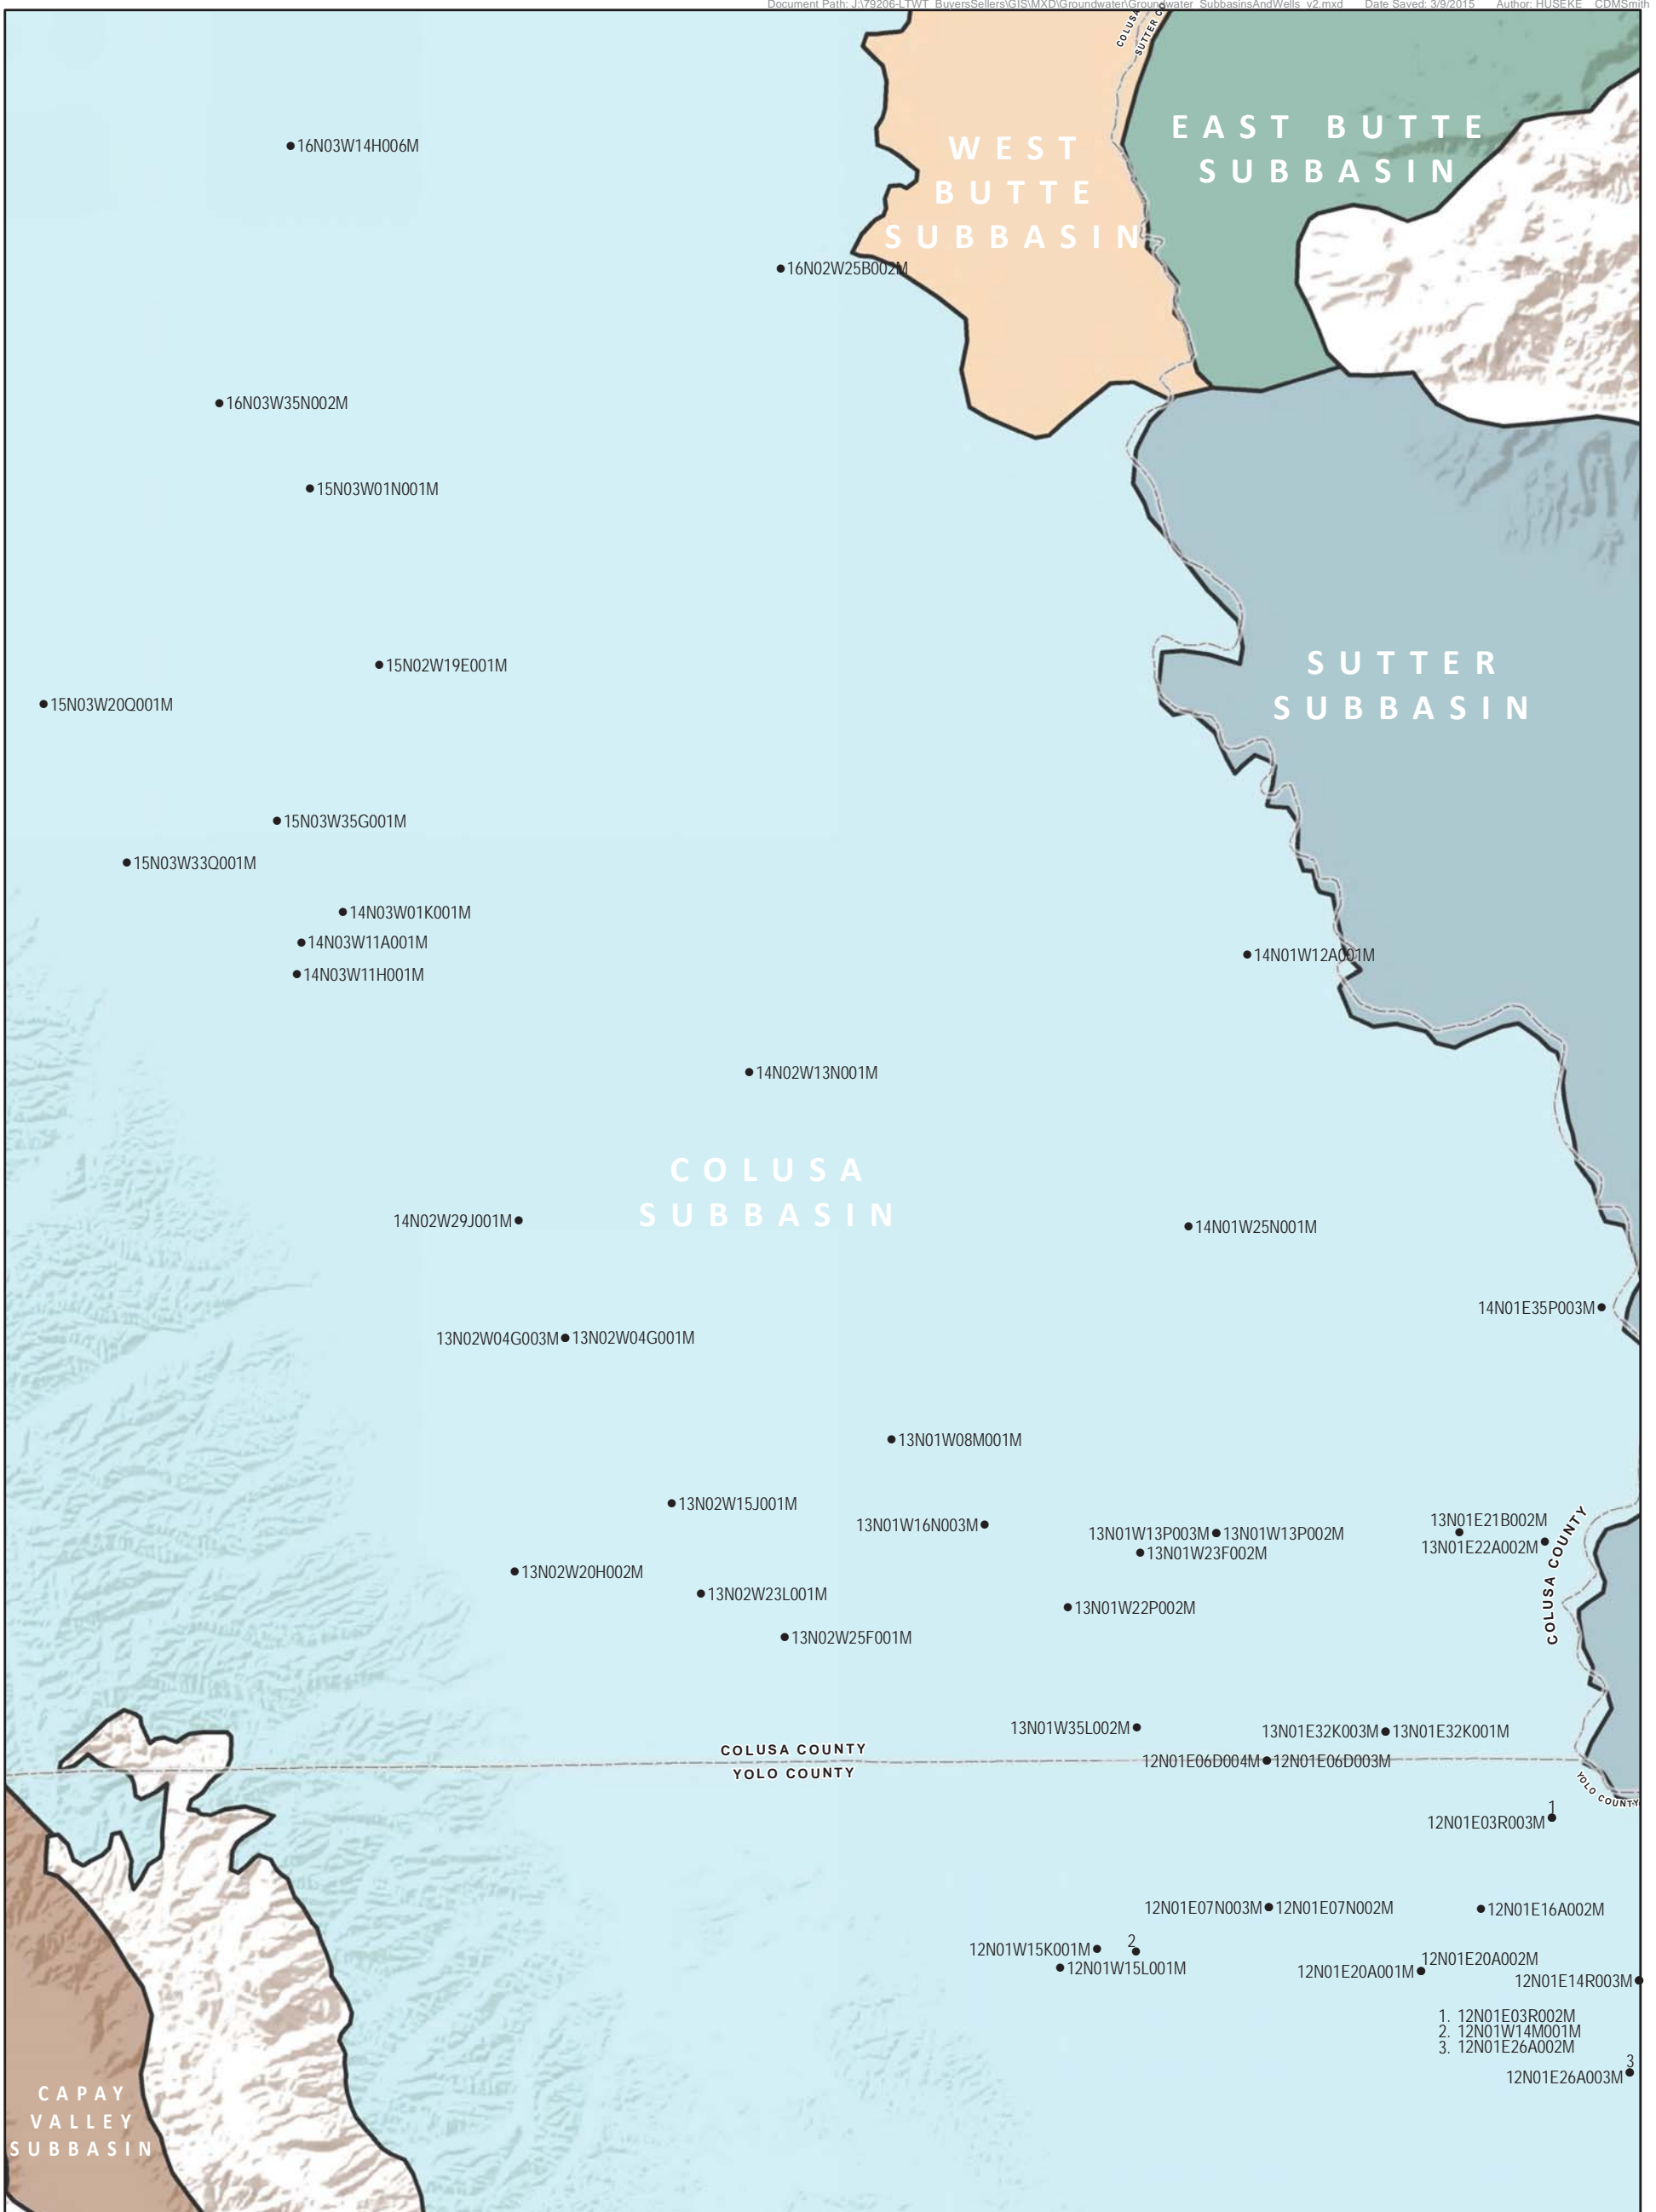 Document Path: J:\79206-LTWT_BuyersSellers\GIS\MXD\Groundwater\Groundwater_SubbasinsAndWells_v2.mxd Date Saved: 3/9/2015 Author: HUSEKE CDMSmith
COLUSA
SUTTER CO
EAST BUTTE
SUBBASIN
WEST
BUTTE
SUBBASIN
16N03W14H006M
16N02W25B002M
16N03W35N002M
15N03W01N001M
15N02W19E001M
15N03W20Q001M
SUTTER
SUBBASIN
15N03W35G001M
15N03W33Q001M
14N03W01K001M
14N03W11A001M
14N01W12A001M
14N03W11H001M
14N02W13N001M
COLUSA
SUBBASIN
14N02W29J001M
14N01W25N001M
14N01E35P003M
13N02W04G003M 13N02W04G001M
13N01W08M001M
13N02W15J001M
13N01W16N003M
13N01W13P003M 13N01W13P002M
13N01E21B002M
13N01E22A002M
13N01W23F002M
COLUSA COUNTY
13N02W20H002M
13N02W23L001M
13N01W22P002M
13N02W25F001M
13N01W35L002M
13N01E32K003M 13N01E32K001M
COLUSA COUNTY
YOLO COUNTY
12N01E06D004M 12N01E06D003M
YOLO COUNTY
1
12N01E03R003M
12N01E07N003M 12N01E07N002M
12N01E16A002M
2
12N01W15K001M
12N01W15L001M
12N01E20A002M
12N01E20A001M
12N01E14R003M
1. 12N01E03R002M
2. 12N01W14M001M
3. 12N01E26A002M
3
12N01E26A003M
CAPAY
VALLEY
SUBBASIN